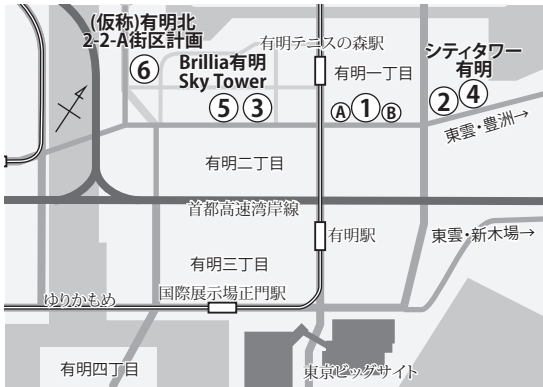 (仮称)有明北
2-2-A街区計画
⑥
Brillia有明
Sky Tower
⑤ ③
有明テニスの森駅
有明一丁目
Ⓐ ① Ⓑ
シティタワー
有明
② ④
東雲・豊洲→
有明二丁目
首都高速湾岸線
有明駅
東雲・新木場→
有明三丁目
国際展示場正門駅
ゆりかもめ
有明四丁目
東京ビッグサイト